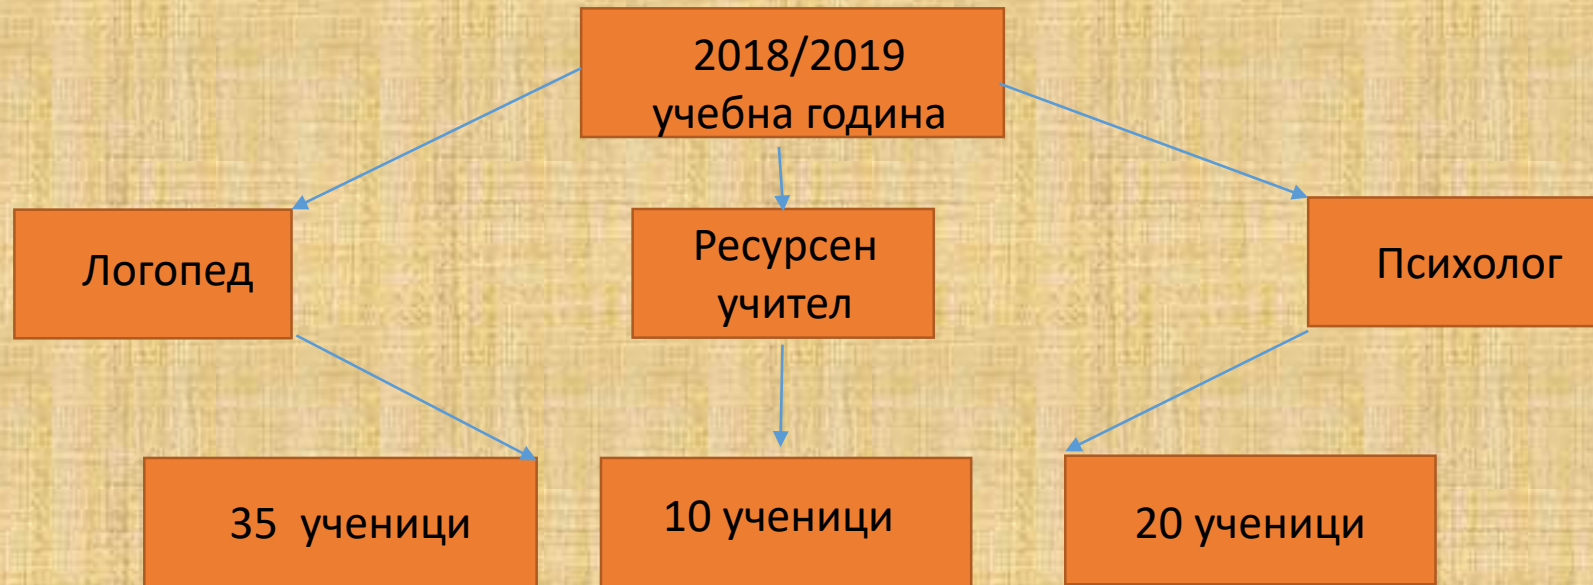 2018/2019
учебна година
Логопед
Ресурсен
учител
Психолог
35 ученици
10 ученици
20 ученици